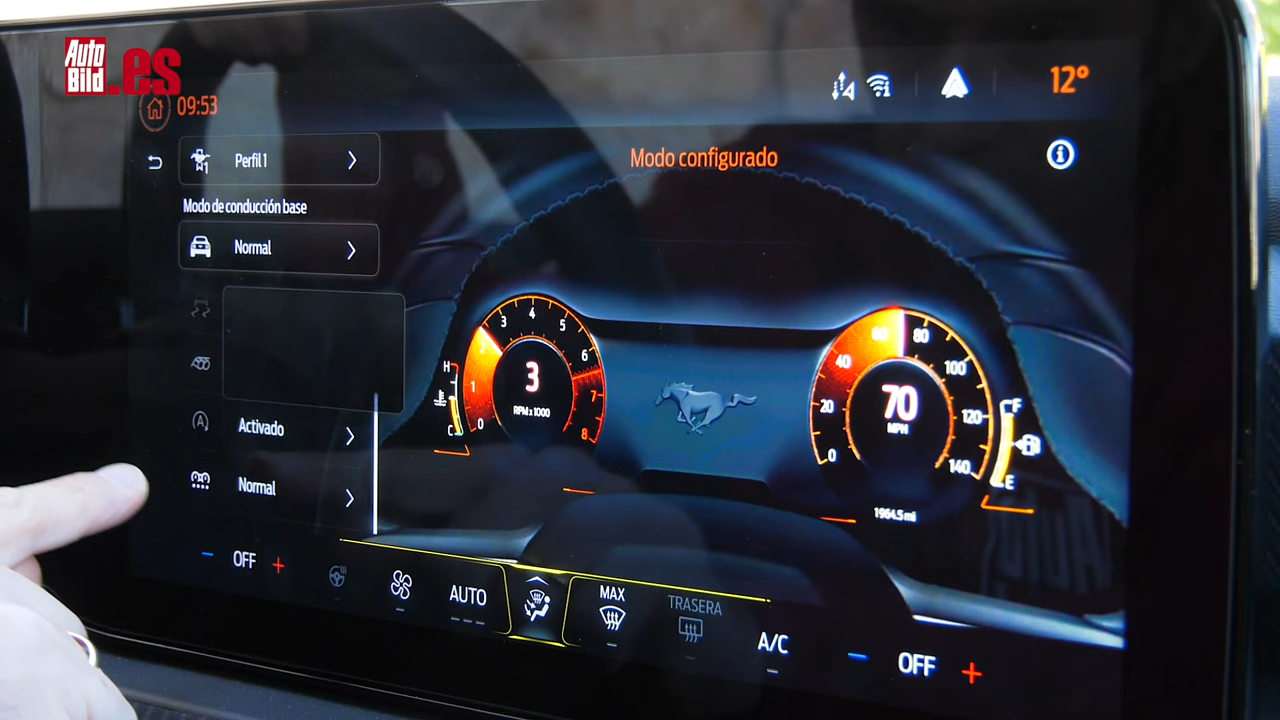 Auto
Bild
.es
09:53
12°
Perfil 1
Modo configurado
Modo de conducción base
Normal
Activado
Normal
0 1 2 3 4 5 6 7 8
3
RPM x 1000
H
C
0 20 40 60 80 100 120 140
70
MPH
F
E
1964.5 mi
− OFF +
AUTO
MAX
TRASERA
A/C
− OFF +